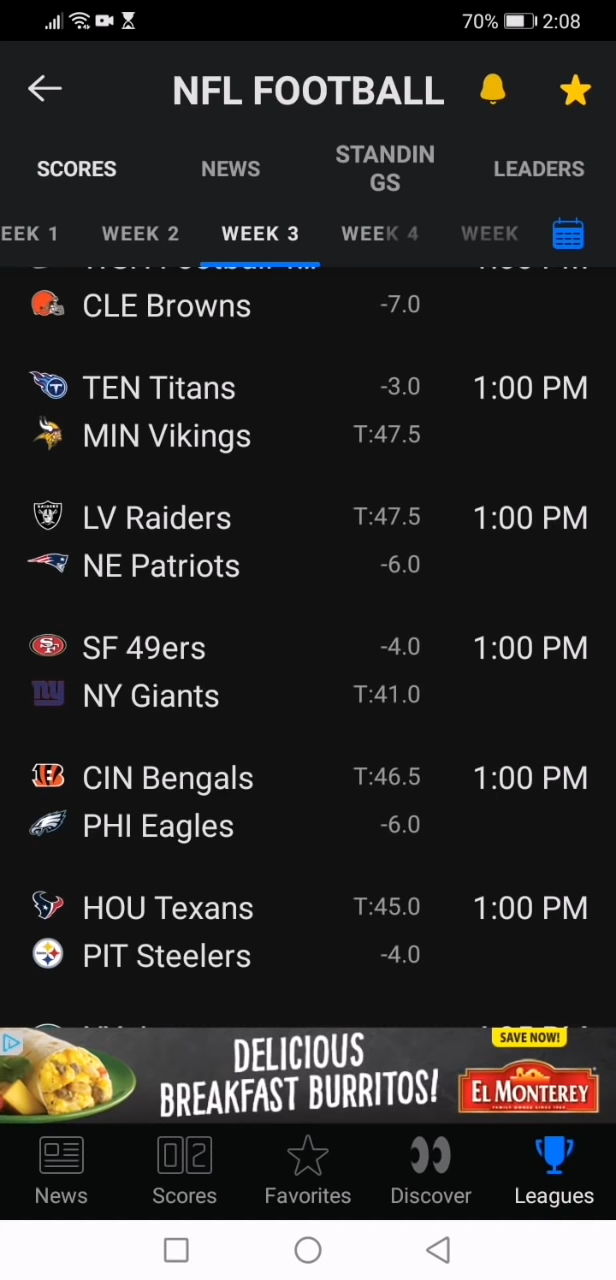 70% 2:08
NFL FOOTBALL
SCORES
NEWS
STANDIN
GS
LEADERS
EEK 1
WEEK 2
WEEK 3
WEEK 4
WEEK
CLE Browns -7.0
TEN Titans -3.0 1:00 PM
MIN Vikings T:47.5
LV Raiders T:47.5 1:00 PM
NE Patriots -6.0
SF 49ers -4.0 1:00 PM
NY Giants T:41.0
CIN Bengals T:46.5 1:00 PM
PHI Eagles -6.0
HOU Texans T:45.0 1:00 PM
PIT Steelers -4.0
DELICIOUS
BREAKFAST BURRITOS!
SAVE NOW!
EL MONTEREY
News
Scores
Favorites
Discover
Leagues